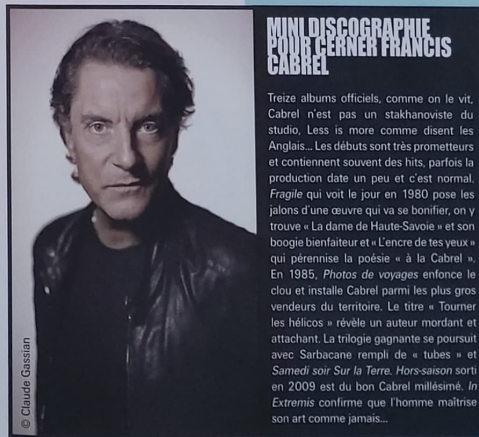 MINI DISCOGRAPHIE
POUR CERNER FRANCIS
CABREL
Treize albums officiels, comme on le vit,
Cabrel n'est pas un stakhanoviste du
studio, Less is more comme disent les
Anglais... Les débuts sont très prometteurs
et contiennent souvent des hits, parfois la
production date un peu et c'est normal.
Fragile qui voit le jour en 1980 pose les
jalons d'une œuvre qui va se bonifier, on y
trouve « La dame de Haute-Savoie » et son
boogie bienfaiteur et « L'encre de tes yeux »
qui pérennise la poésie « à la Cabrel ».
En 1985, Photos de voyages enfonce le
clou et installe Cabrel parmi les plus gros
vendeurs du territoire. Le titre « Tourner
les hélicos » révèle un auteur mordant et
attachant. La trilogie gagnante se poursuit
avec Sarbacane rempli de « tubes » et
Samedi soir Sur la Terre. Hors-saison sorti
en 2009 est du bon Cabrel millésimé. In
Extremis confirme que l'homme maîtrise
son art comme jamais...
© Claude Gassian